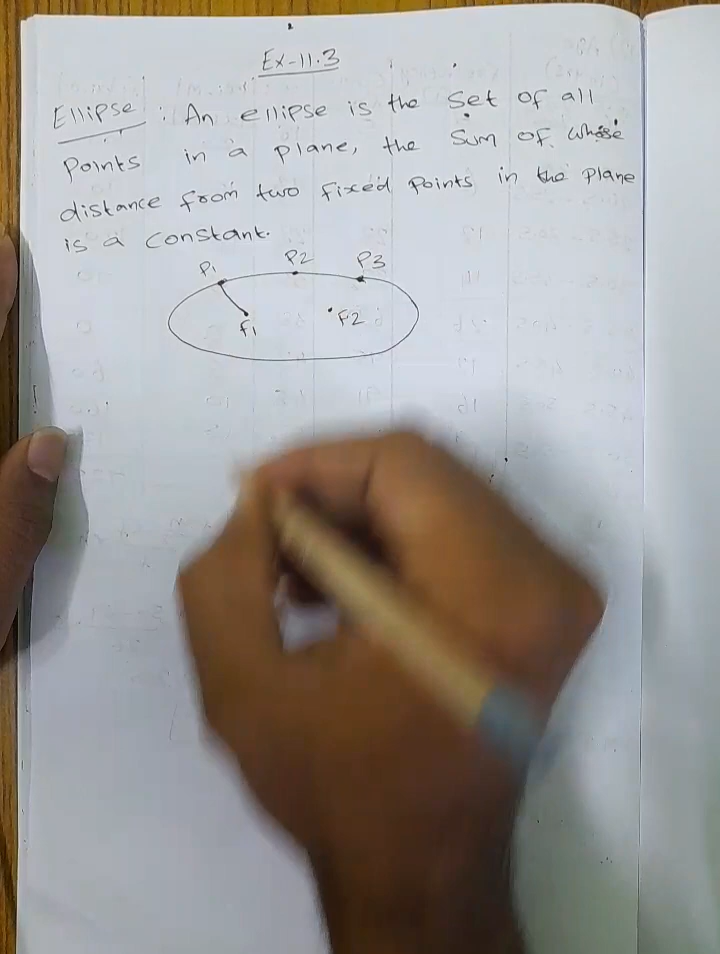 Ex-11.3
Ellipse : An ellipse is the set of all
points in a plane, the sum of whose
distance from two fixed points in the plane
is a constant.
P1 P2 P3
F1 F2